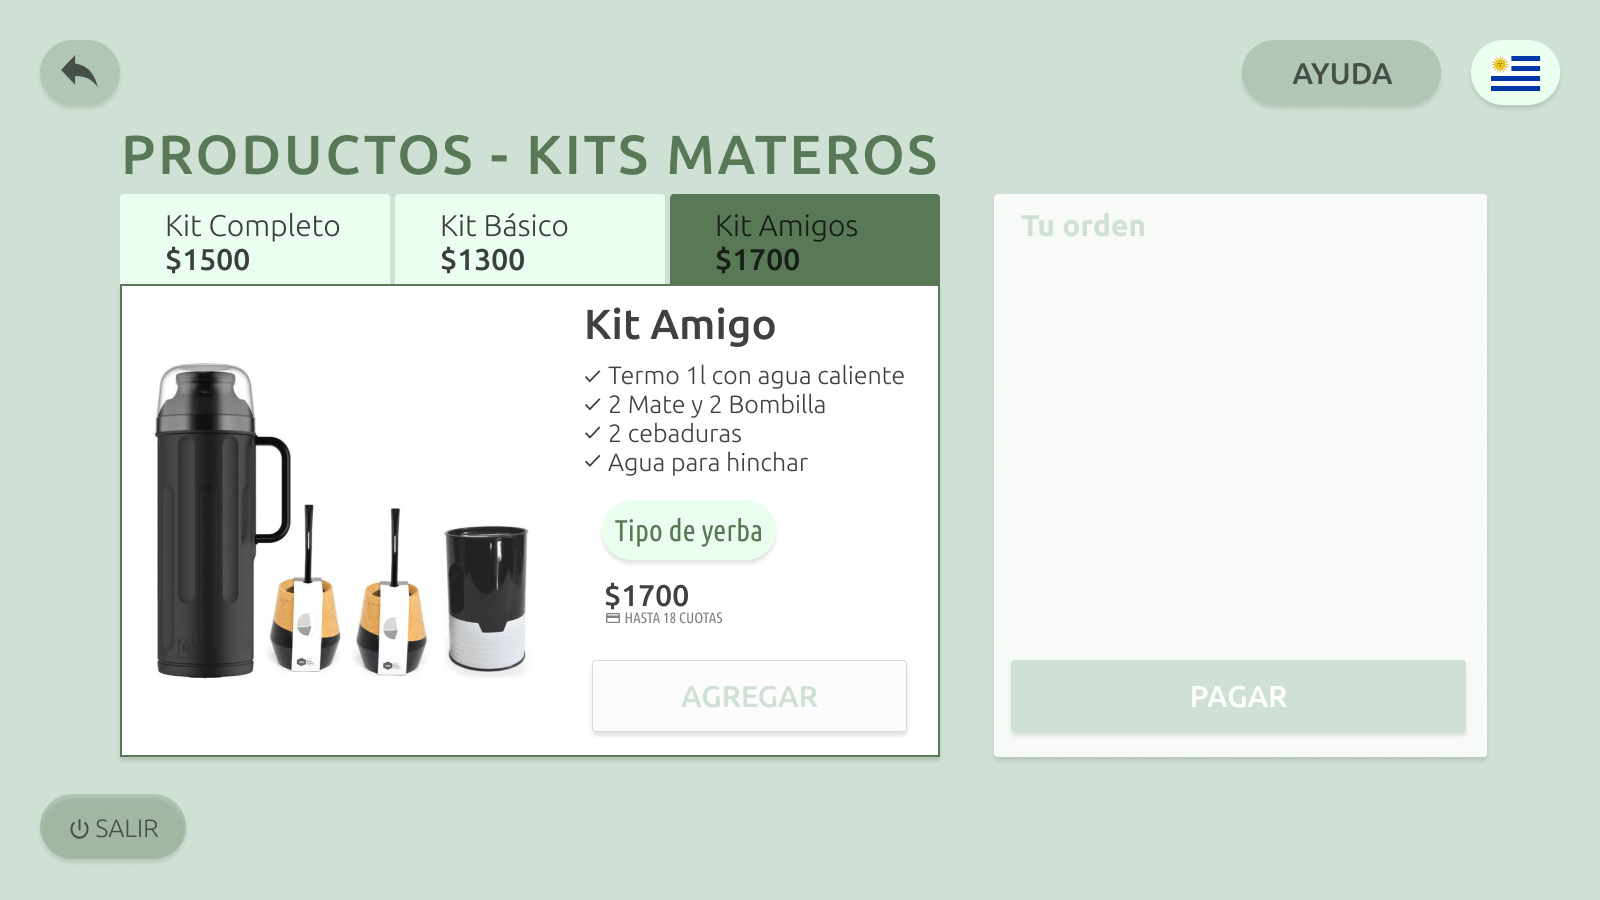 AYUDA
PRODUCTOS - KITS MATEROS
Kit Completo
$1500
Kit Básico
$1300
Kit Amigos
$1700
Tu orden
Kit Amigo
Termo 1l con agua caliente
2 Mate y 2 Bombilla
2 cebaduras
Agua para hinchar
Tipo de yerba
$1700
HASTA 18 CUOTAS
AGREGAR
PAGAR
SALIR